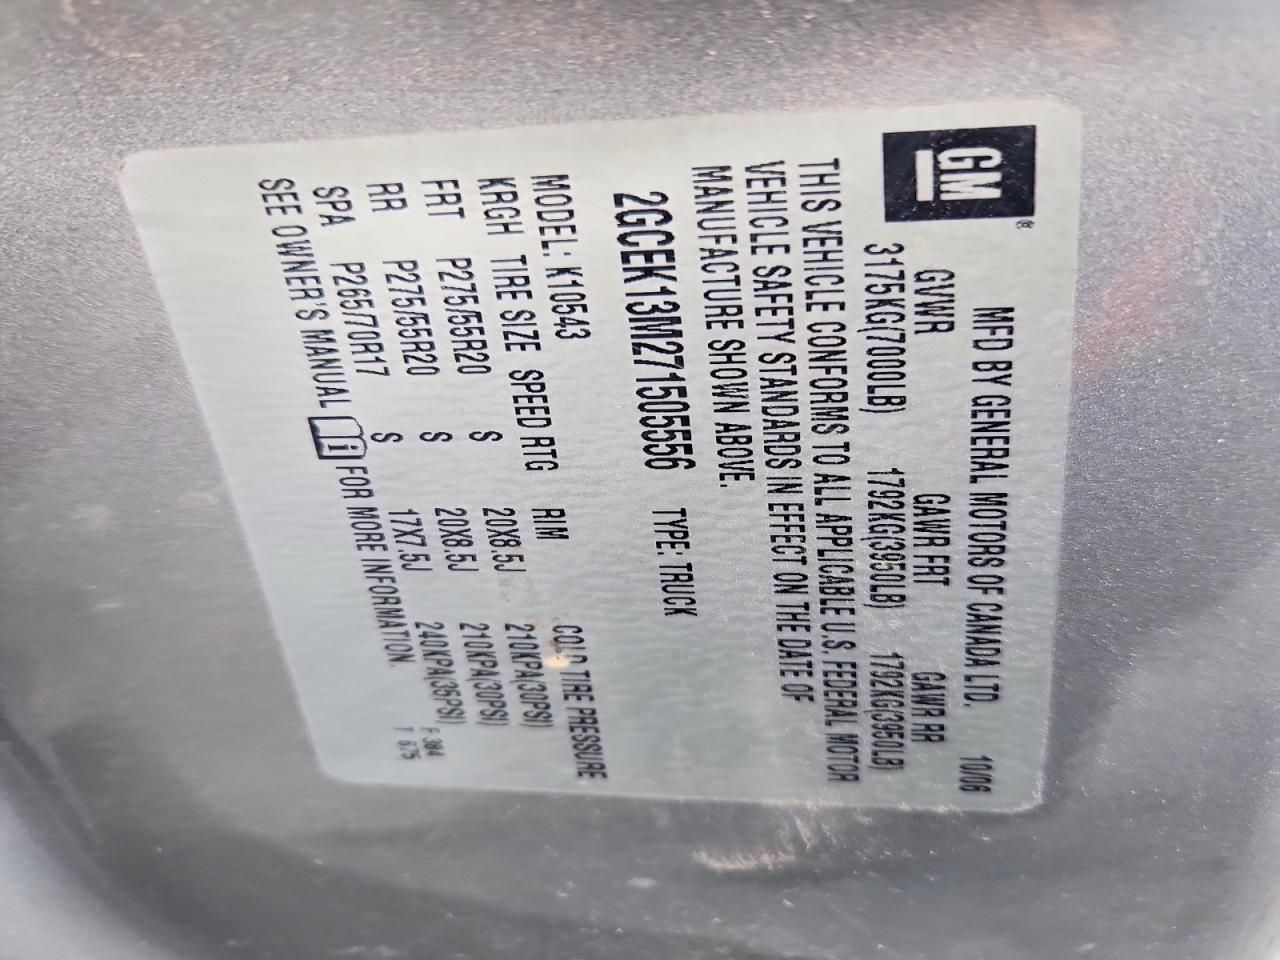 GM ® MFD BY GENERAL MOTORS OF CANADA LTD. 10/06
GVWR GAWR FRT GAWR RR
3175KG(7000LB) 1792KG(3950LB) 1792KG(3950LB)
THIS VEHICLE CONFORMS TO ALL APPLICABLE U.S. FEDERAL MOTOR
VEHICLE SAFETY STANDARDS IN EFFECT ON THE DATE OF
MANUFACTURE SHOWN ABOVE.
2GCEK13M271505556 TYPE: TRUCK
MODEL: K10543
KRGH TIRE SIZE SPEED RTG RIM COLD TIRE PRESSURE
FRT P275/55R20 S 20X8.5J 210KPA(30PSI)
RR P275/55R20 S 20X8.5J 210KPA(30PSI)
SPA P265/70R17 S 17X7.5J 240KPA(35PSI)
SEE OWNER'S MANUAL i FOR MORE INFORMATION.
F 384
T 675